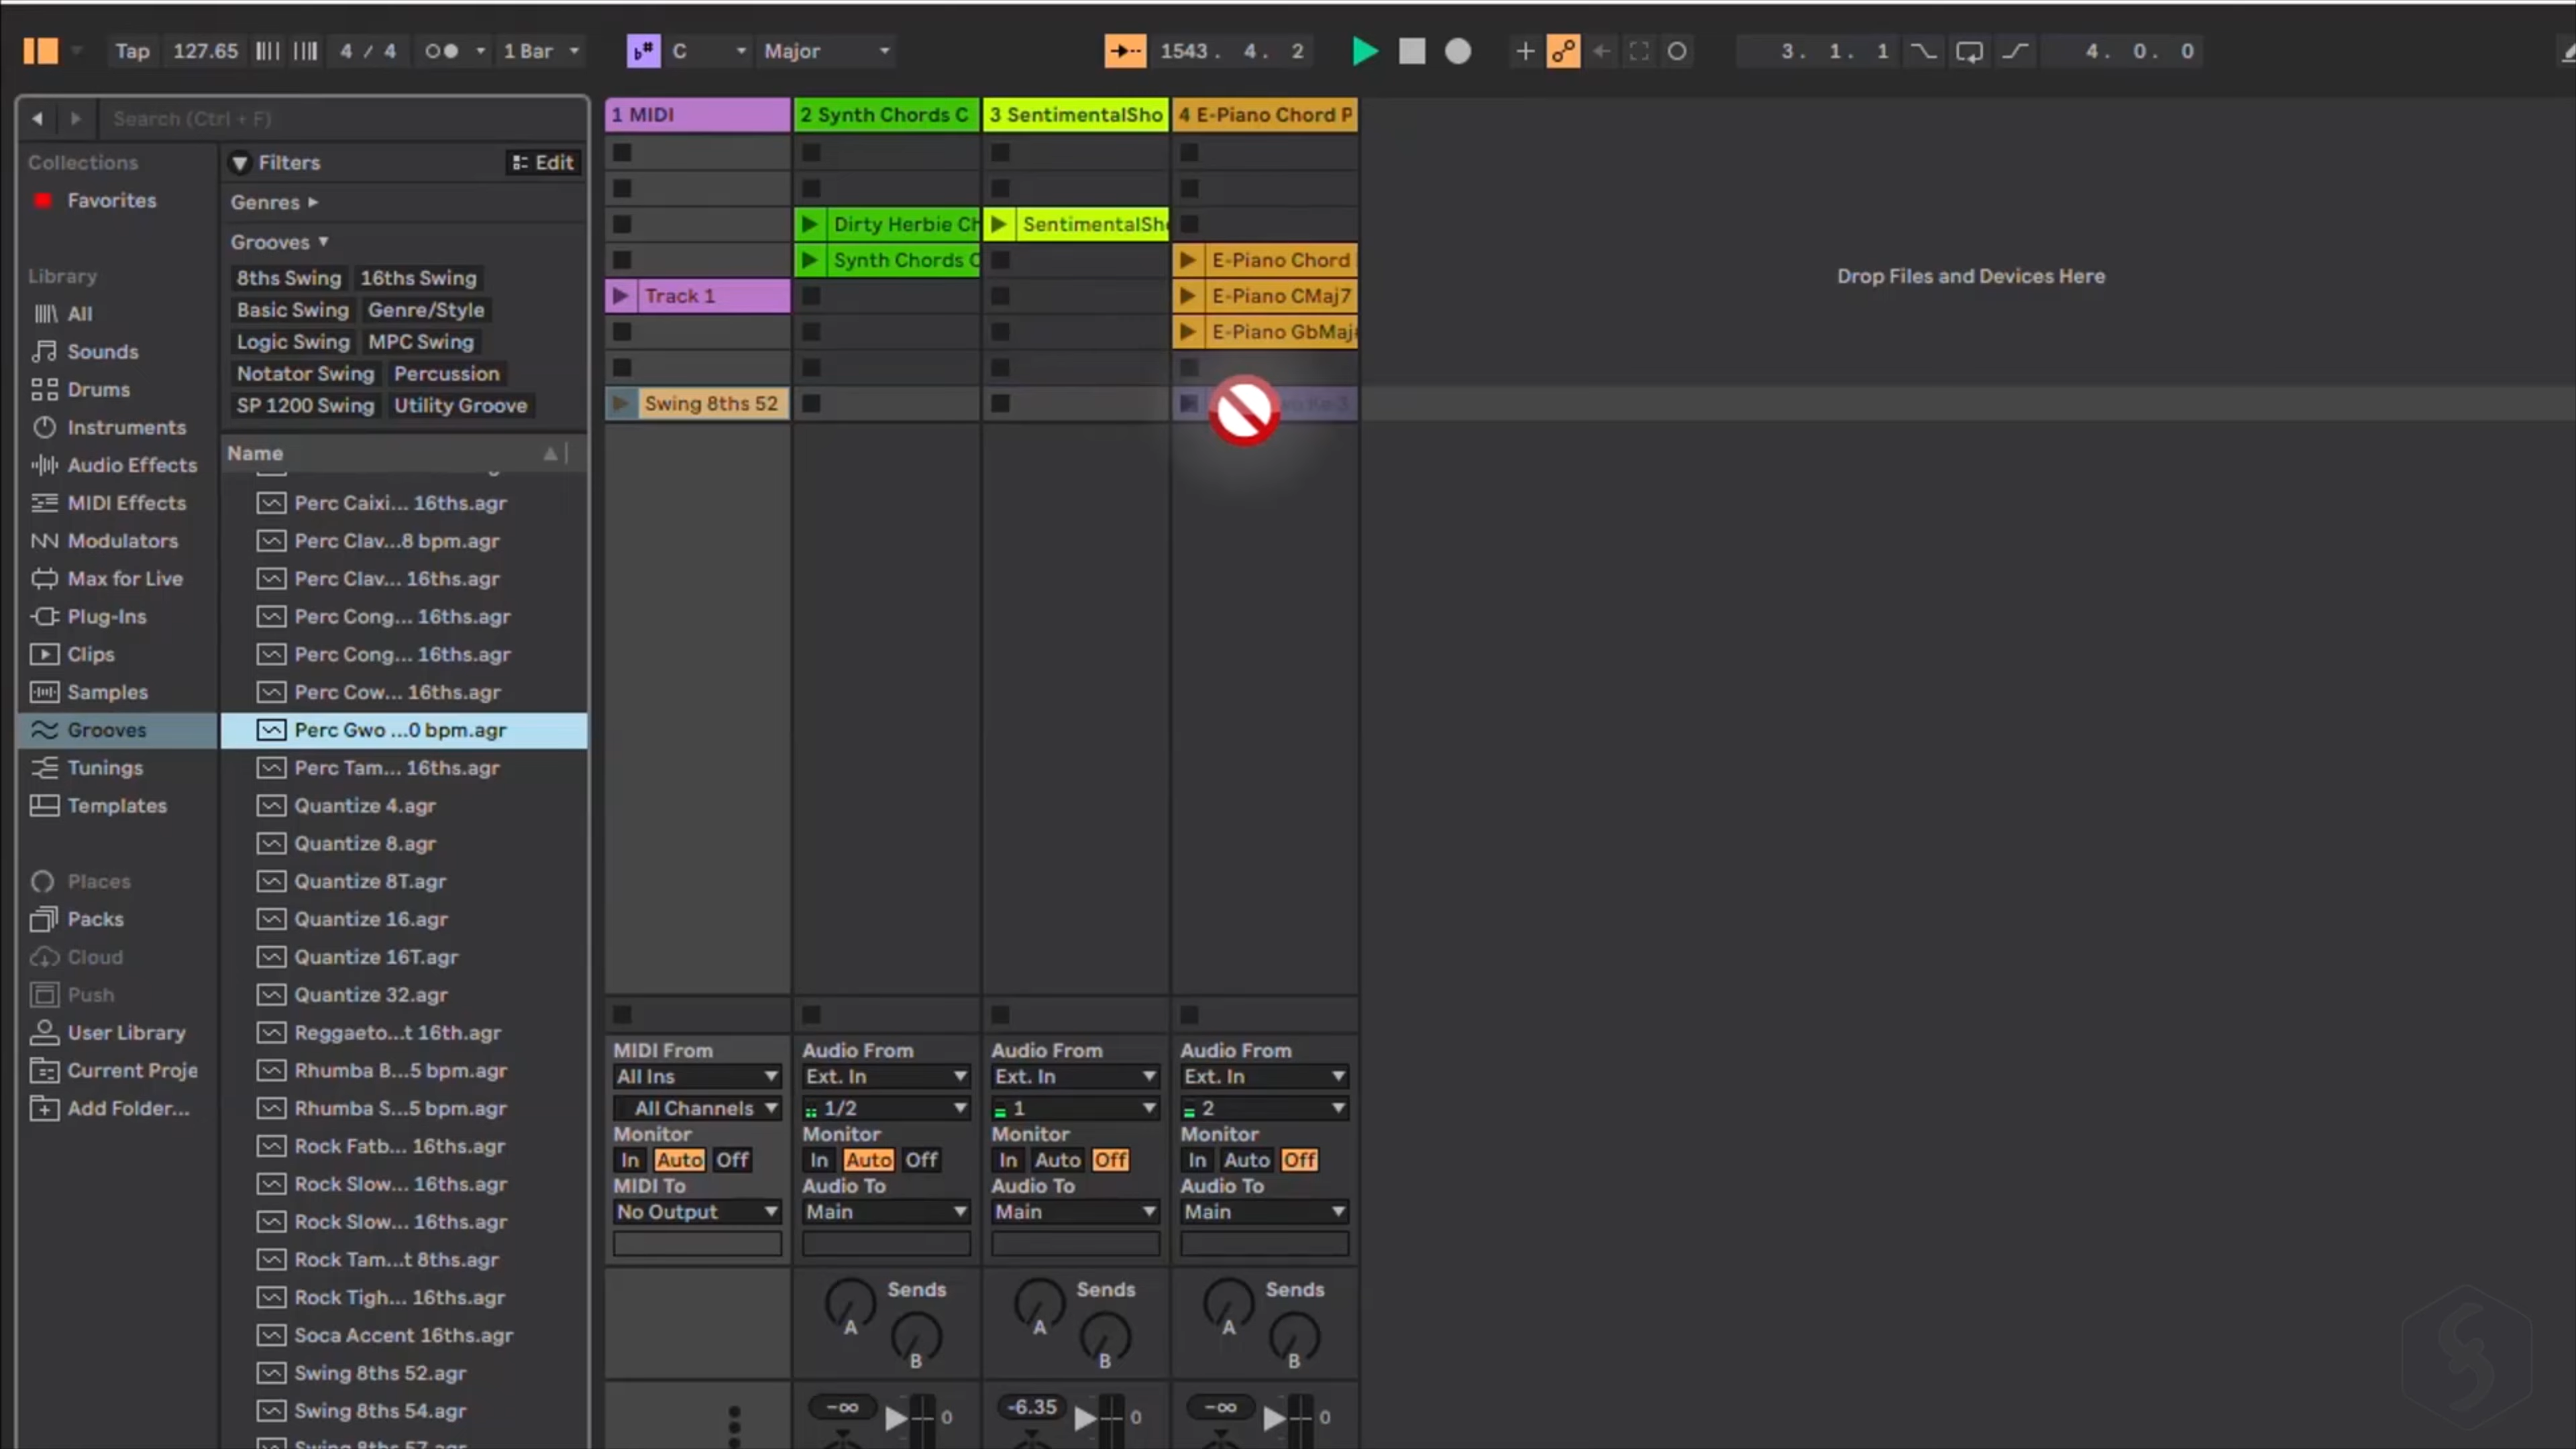 Tap 127.65 4 / 4 1 Bar C Major 1543. 4. 2 3. 1. 1 4. 0. 0
Search (Ctrl + F)
Collections
Favorites
Library
All
Sounds
Drums
Instruments
Audio Effects
MIDI Effects
Modulators
Max for Live
Plug-Ins
Clips
Samples
Grooves
Tunings
Templates
Places
Packs
Cloud
Push
User Library
Current Proje
Add Folder...
Filters Edit
Genres
Grooves
8ths Swing 16ths Swing
Basic Swing Genre/Style
Logic Swing MPC Swing
Notator Swing Percussion
SP 1200 Swing Utility Groove
Name
Perc Caixi... 16ths.agr
Perc Clav...8 bpm.agr
Perc Clav... 16ths.agr
Perc Cong... 16ths.agr
Perc Cong... 16ths.agr
Perc Cow... 16ths.agr
Perc Gwo ...0 bpm.agr
Perc Tam... 16ths.agr
Quantize 4.agr
Quantize 8.agr
Quantize 8T.agr
Quantize 16.agr
Quantize 16T.agr
Quantize 32.agr
Reggaeto...t 16th.agr
Rhumba B...5 bpm.agr
Rhumba S...5 bpm.agr
Rock Fatb... 16ths.agr
Rock Slow... 16ths.agr
Rock Slow... 16ths.agr
Rock Tam...t 8ths.agr
Rock Tigh... 16ths.agr
Soca Accent 16ths.agr
Swing 8ths 52.agr
Swing 8ths 54.agr
1 MIDI 2 Synth Chords C 3 SentimentalSho 4 E-Piano Chord P
Dirty Herbie Ch SentimentalSh
Synth Chords C E-Piano Chord
Track 1 E-Piano CMaj7
E-Piano GbMaj
Swing 8ths 52
Drop Files and Devices Here
MIDI From Audio From Audio From Audio From
All Ins Ext. In Ext. In Ext. In
All Channels 1/2 1 2
Monitor Monitor Monitor Monitor
In Auto Off In Auto Off In Auto Off In Auto Off
MIDI To Audio To Audio To Audio To
No Output Main Main Main
Sends Sends Sends
A A A
B B B
-∞ 0 -6.35 0 -∞ 0